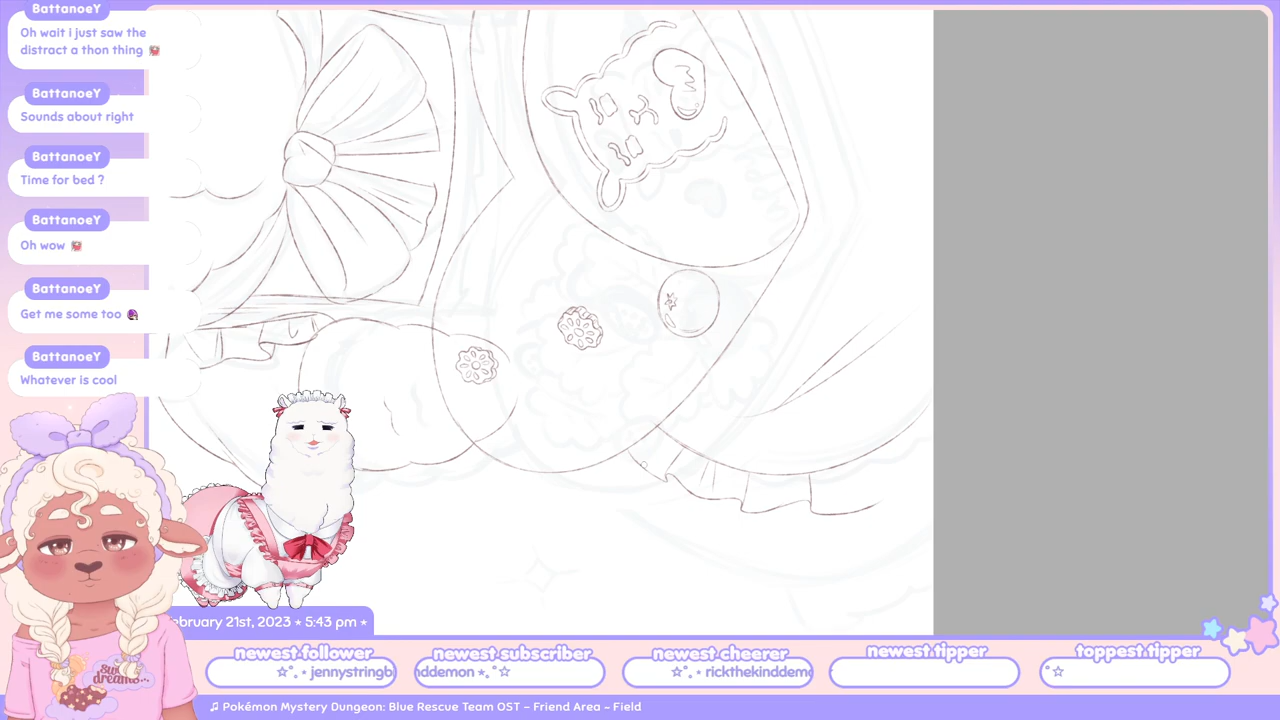 BattanoeY
Oh wait i just saw the
distract a thon thing
BattanoeY
Sounds about right
BattanoeY
Time for bed ?
BattanoeY
Oh wow
BattanoeY
Get me some too
BattanoeY
Whatever is cool
ebruary 21st, 2023 ★ 5:43 pm ★
newest follower
☆˚｡⋆ jennystringb
newest subscriber
ddemon ⋆｡˚☆
newest cheerer
☆˚｡⋆ rickthekinddem
newest tipper
toppest tipper
˚☆
♫ Pokémon Mystery Dungeon: Blue Rescue Team OST - Friend Area - Field